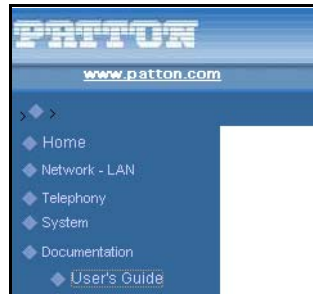 PATTON
www.patton.com
> >
Home
Network - LAN
Telephony
System
Documentation
User's Guide